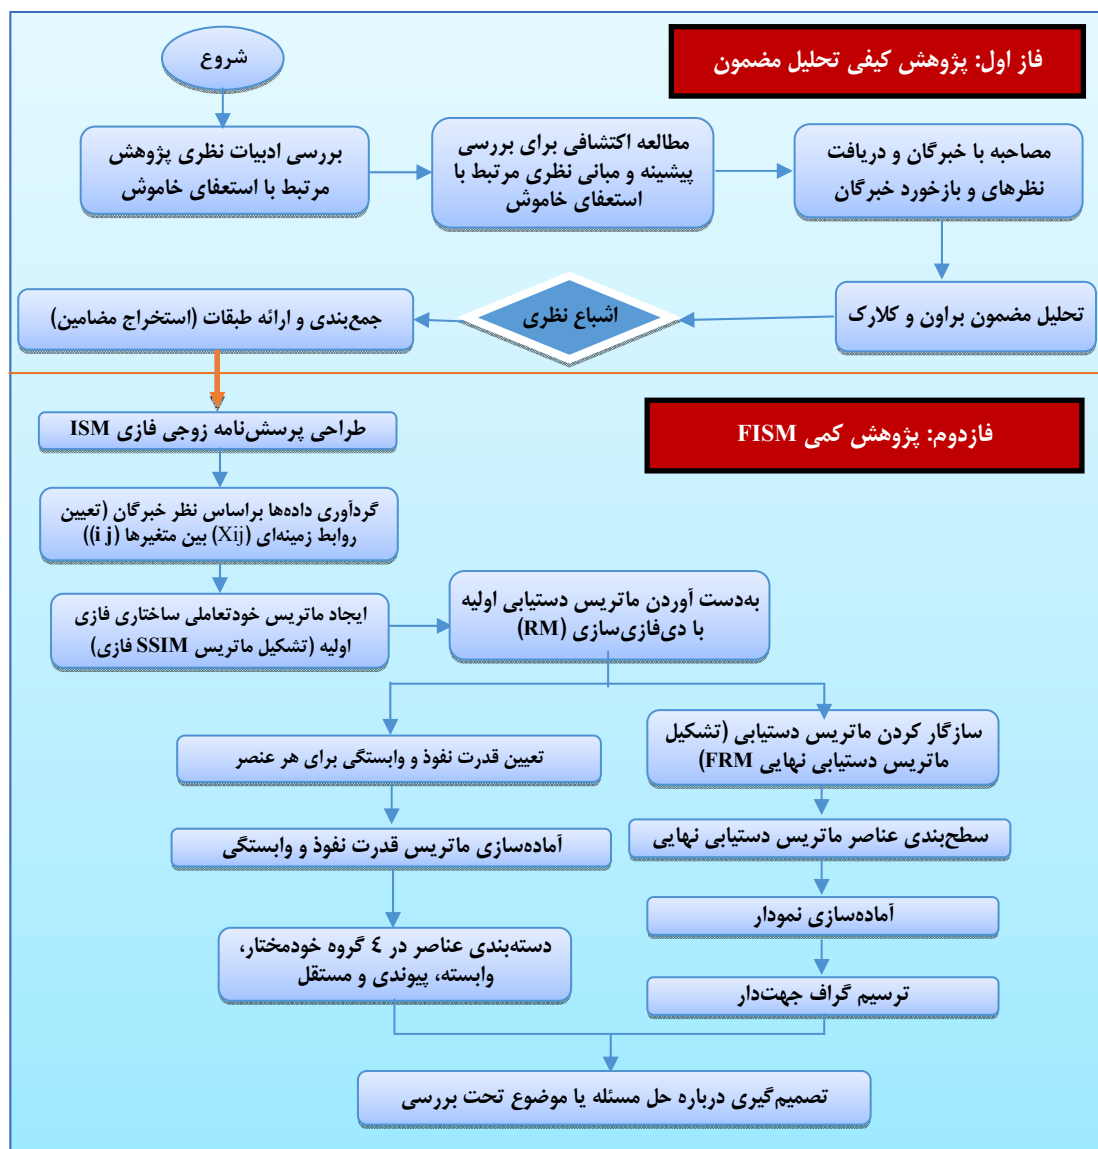 فاز اول: پژوهش کیفی تحلیل مضمون
شروع
بررسی ادبیات نظری پژوهش
مرتبط با استعفای خاموش
مطالعه اکتشافی برای بررسی
پیشینه و مبانی نظری مرتبط با
استعفای خاموش
مصاحبه با خبرگان و دریافت
نظرهای و بازخورد خبرگان
تحلیل مضمون براون و کلارک
اشباع نظری
جمع‌بندی و ارائه طبقات (استخراج مضامین)
فازدوم: پژوهش کمی FISM
طراحی پرسش‌نامه زوجی فازی ISM
گردآوری داده‌ها براساس نظر خبرگان (تعیین
روابط زمینه‌ای (Xij) بین متغیرها (i j))
ایجاد ماتریس خودتعاملی ساختاری فازی
اولیه (تشکیل ماتریس SSIM فازی)
به‌دست آوردن ماتریس دستیابی اولیه
با دی‌فازی‌سازی (RM)
سازگار کردن ماتریس دستیابی (تشکیل
ماتریس دستیابی نهایی FRM)
سطح‌بندی عناصر ماتریس دستیابی نهایی
آماده‌سازی نمودار
ترسیم گراف جهت‌دار
تعیین قدرت نفوذ و وابستگی برای هر عنصر
آماده‌سازی ماتریس قدرت نفوذ و وابستگی
دسته‌بندی عناصر در ٤ گروه خودمختار،
وابسته، پیوندی و مستقل
تصمیم‌گیری درباره حل مسئله یا موضوع تحت بررسی